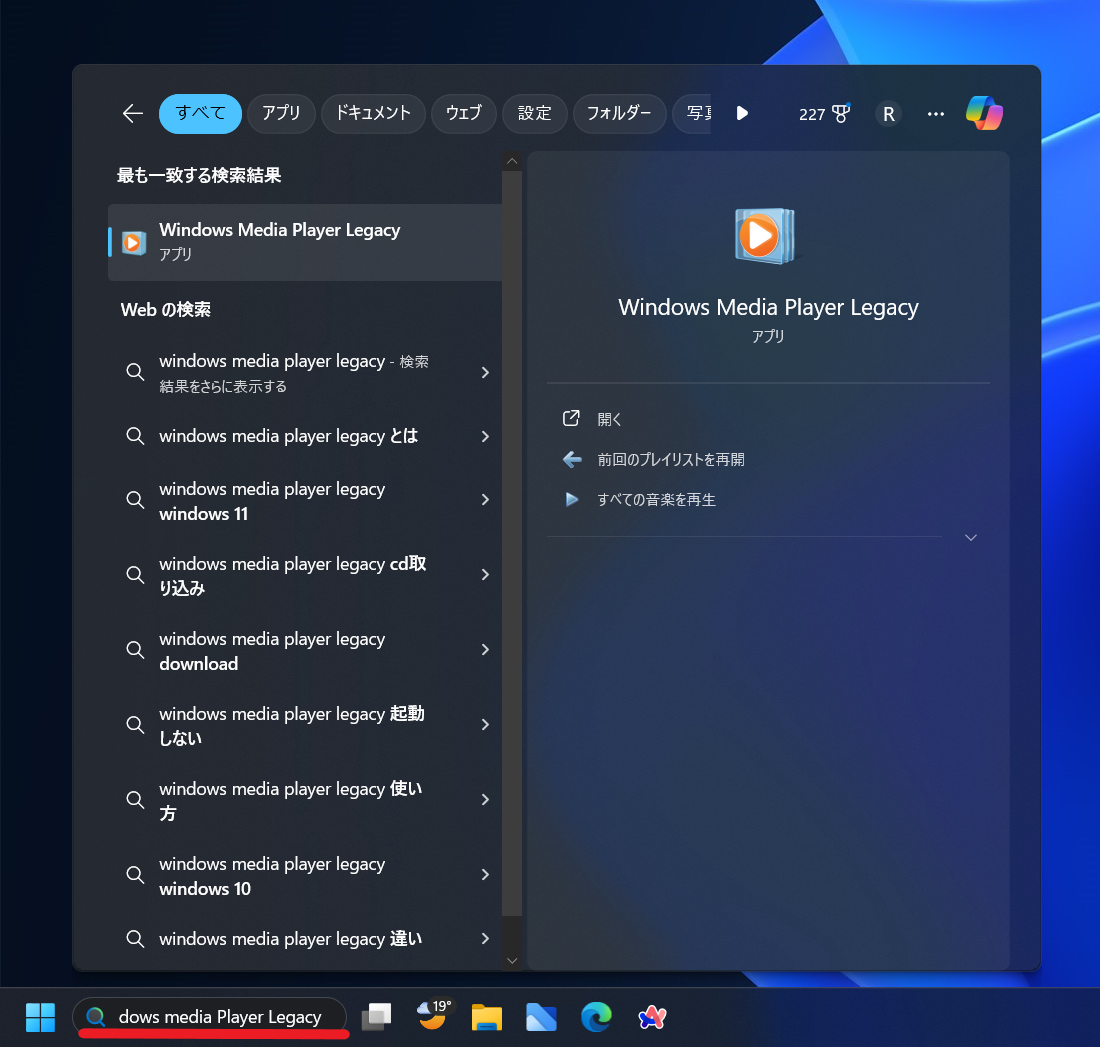 すべて
アプリ
ドキュメント
ウェブ
設定
フォルダー
写真
227
R
最も一致する検索結果
Windows Media Player Legacy
アプリ
Web の検索
windows media player legacy - 検索
結果をさらに表示する
windows media player legacy とは
windows media player legacy
windows 11
windows media player legacy cd取
り込み
windows media player legacy
download
windows media player legacy 起動
しない
windows media player legacy 使い
方
windows media player legacy
windows 10
windows media player legacy 違い
Windows Media Player Legacy
アプリ
開く
前回のプレイリストを再開
すべての音楽を再生
dows media Player Legacy
19°